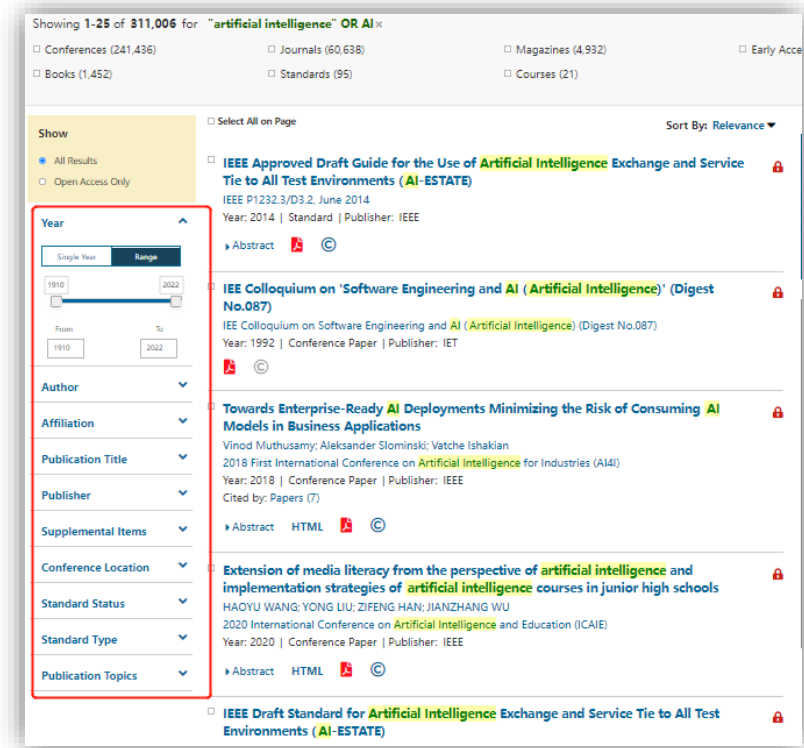 Showing 1-25 of 311,006 for "artificial intelligence" OR AI ×
Conferences (241,436) Journals (60,638) Magazines (4,932) Early Acce
Books (1,452) Standards (95) Courses (21)
Select All on Page
Sort By: Relevance
Show
All Results
Open Access Only
Year
Single Year Range
1910 2022
From To
1910 2022
Author
Affiliation
Publication Title
Publisher
Supplemental Items
Conference Location
Standard Status
Standard Type
Publication Topics
IEEE Approved Draft Guide for the Use of Artificial Intelligence Exchange and Service
Tie to All Test Environments (AI-ESTATE)
IEEE P1232.3/D3.2, June 2014
Year: 2014 | Standard | Publisher: IEEE
Abstract ©
IEE Colloquium on 'Software Engineering and AI (Artificial Intelligence)' (Digest
No.087)
IEE Colloquium on Software Engineering and AI (Artificial Intelligence) (Digest No.087)
Year: 1992 | Conference Paper | Publisher: IET
©
Towards Enterprise-Ready AI Deployments Minimizing the Risk of Consuming AI
Models in Business Applications
Vinod Muthusamy; Aleksander Slominski; Vatche Ishakian
2018 First International Conference on Artificial Intelligence for Industries (AI4I)
Year: 2018 | Conference Paper | Publisher: IEEE
Cited by: Papers (7)
Abstract HTML ©
Extension of media literacy from the perspective of artificial intelligence and
implementation strategies of artificial intelligence courses in junior high schools
HAOYU WANG; YONG LIU; ZIFENG HAN; JIANZHANG WU
2020 International Conference on Artificial Intelligence and Education (ICAIE)
Year: 2020 | Conference Paper | Publisher: IEEE
Abstract HTML ©
IEEE Draft Standard for Artificial Intelligence Exchange and Service Tie to All Test
Environments (AI-ESTATE)